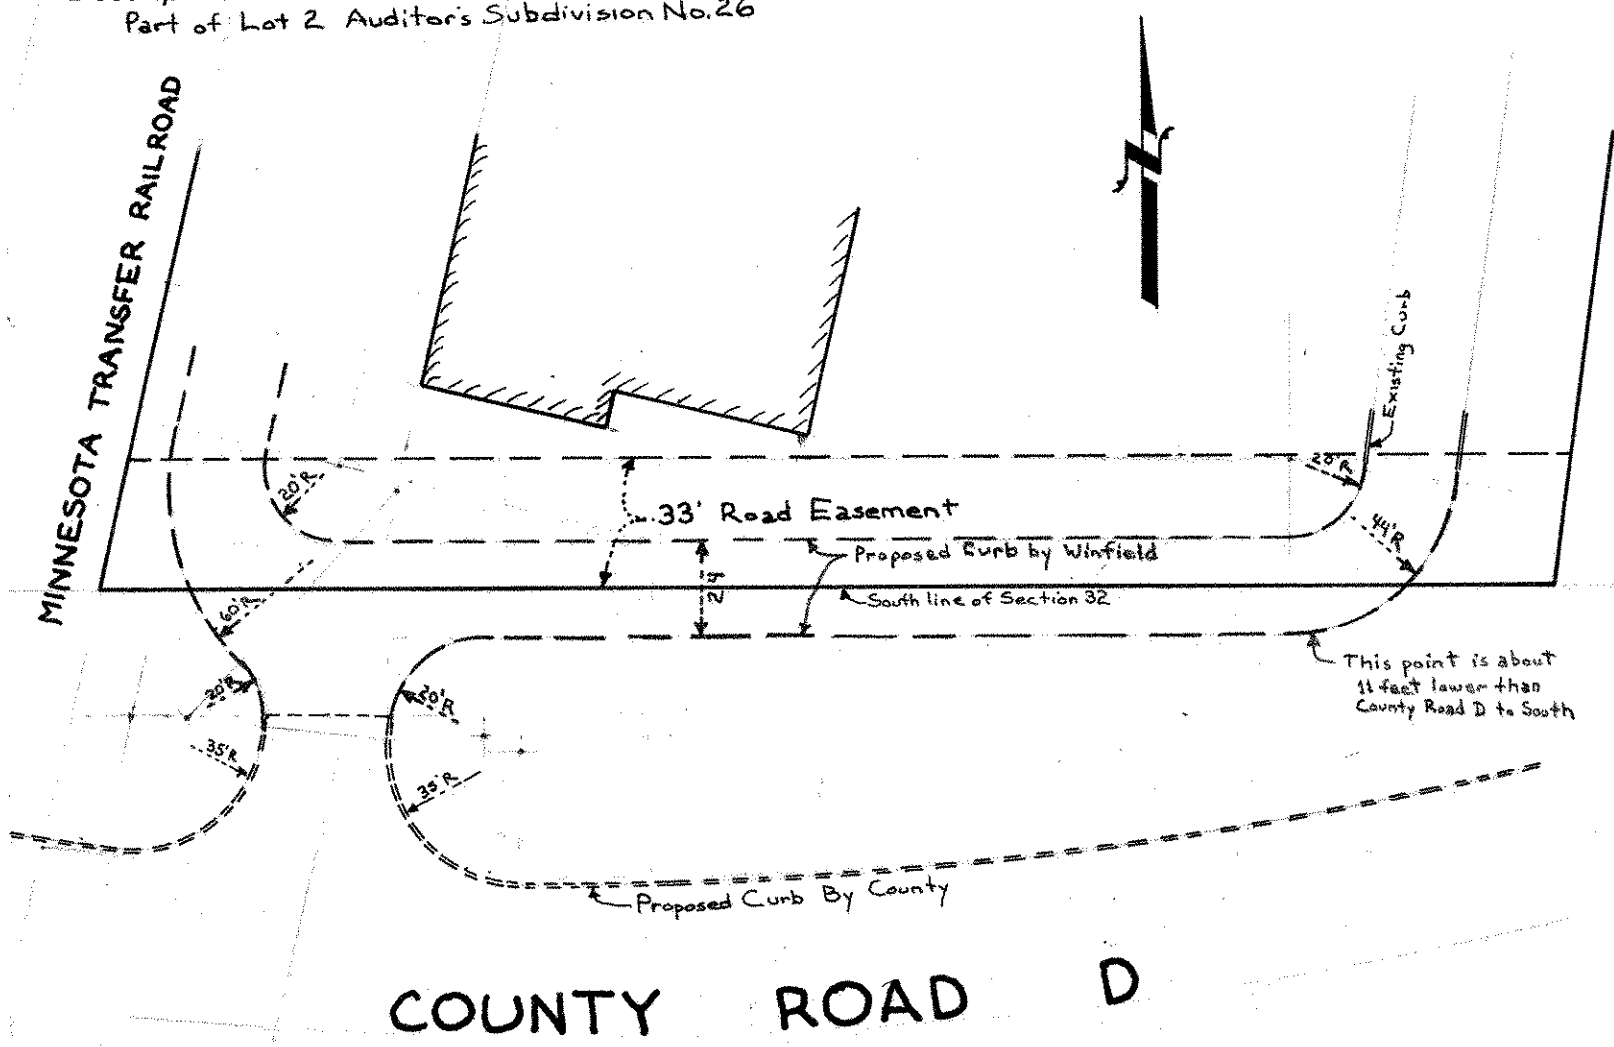 Part of Lot 2 Auditor's Subdivision No. 26
MINNESOTA TRANSFER RAILROAD
N
Existing Curb
20'R
20'R
33' Road Easement
44'R
Proposed Curb by Winfield
24
South line of Section 32
60'R
This point is about
11 feet lower than
County Road D to South
20'R
20'R
35'R
35'R
Proposed Curb By County
COUNTY ROAD D